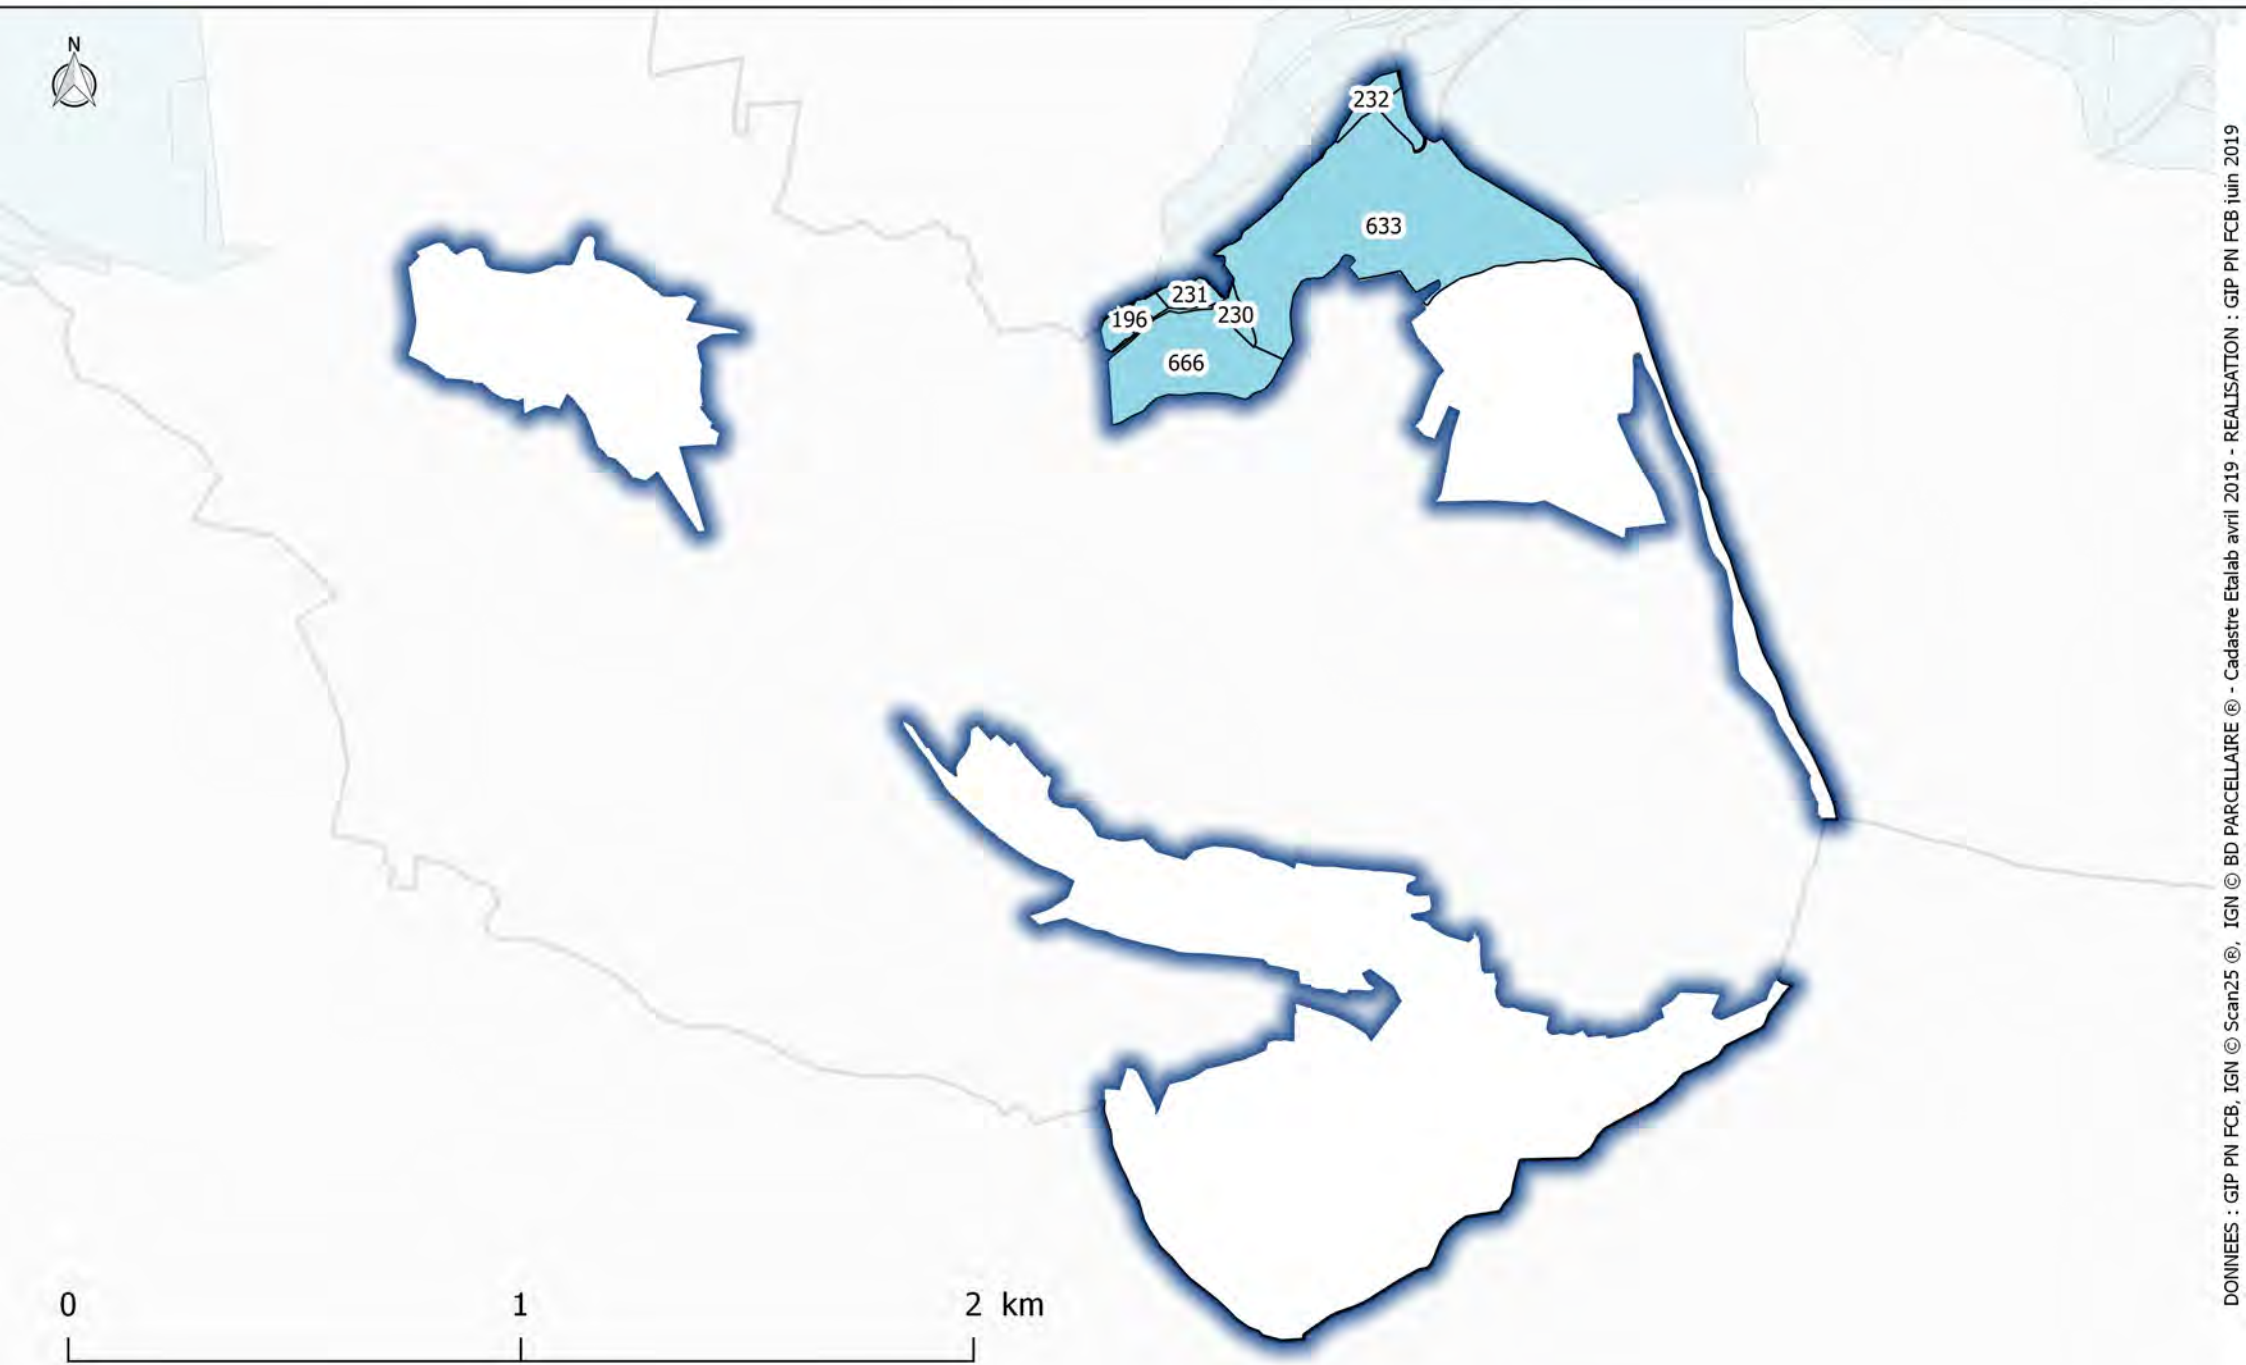 N
232
633
231
196
230
666
0 1 2 km
DONNEES : GIP PN FCB, IGN © Scan25 ®, IGN © BD PARCELLAIRE ® - Cadastre Etalab avril 2019 - REALISATION : GIP PN FCB juin 2019